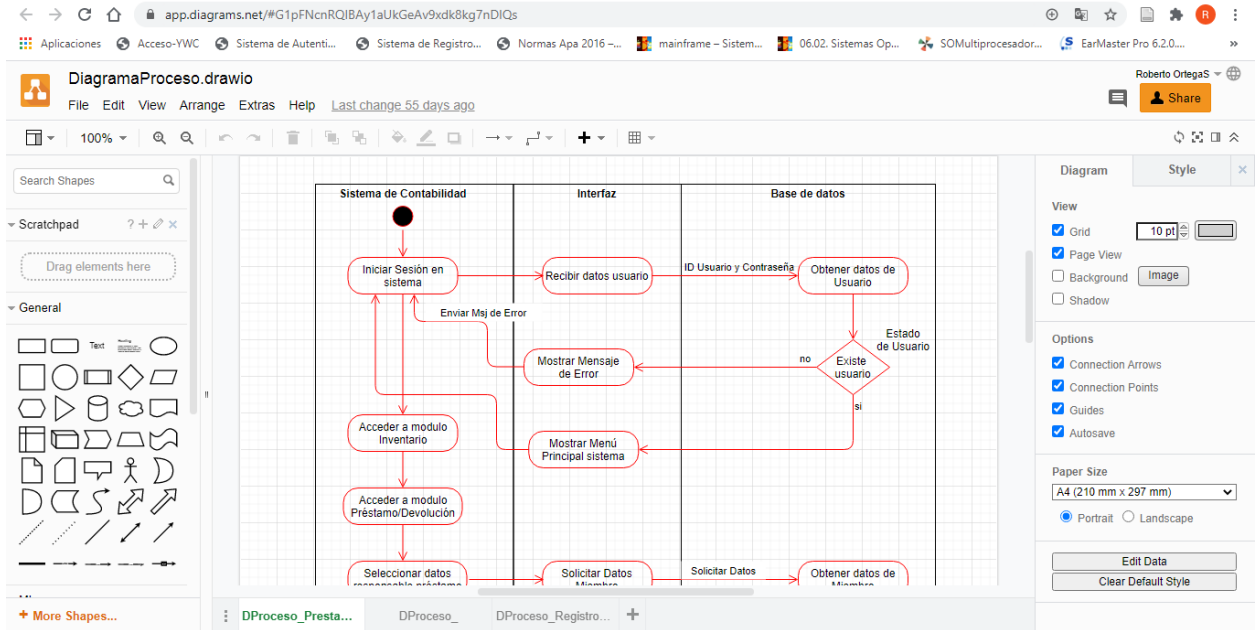 app.diagrams.net/#G1pFNcnRQIBAy1aUkGeAv9xdk8kg7nDIQs
R
Aplicaciones
Acceso-YWC
Sistema de Autenti...
Sistema de Registro...
Normas Apa 2016 –...
mainframe – Sistem...
06.02. Sistemas Op...
SOMultiprocesador...
EarMaster Pro 6.2.0....
»
DiagramaProceso.drawio
Roberto OrtegaS
File Edit View Arrange Extras Help Last change 55 days ago
Share
100%
Search Shapes
Scratchpad
?
Drag elements here
General
Text
Heading
More Shapes...
Sistema de Contabilidad
Interfaz
Base de datos
Iniciar Sesión en
sistema
Recibir datos usuario
ID Usuario y Contraseña
Obtener datos de
Usuario
Enviar Msj de Error
Estado
de Usuario
Mostrar Mensaje
de Error
no
Existe
usuario
si
Acceder a modulo
Inventario
Mostrar Menú
Principal sistema
Acceder a modulo
Préstamo/Devolución
Seleccionar datos
responsable préstamo
Solicitar Datos
Miembro
Solicitar Datos
Obtener datos de
Miembro
DProceso_Presta...
DProceso_
DProceso_Registro...
Diagram
Style
View
Grid
10 pt
Page View
Background
Image
Shadow
Options
Connection Arrows
Connection Points
Guides
Autosave
Paper Size
A4 (210 mm x 297 mm)
Portrait
Landscape
Edit Data
Clear Default Style